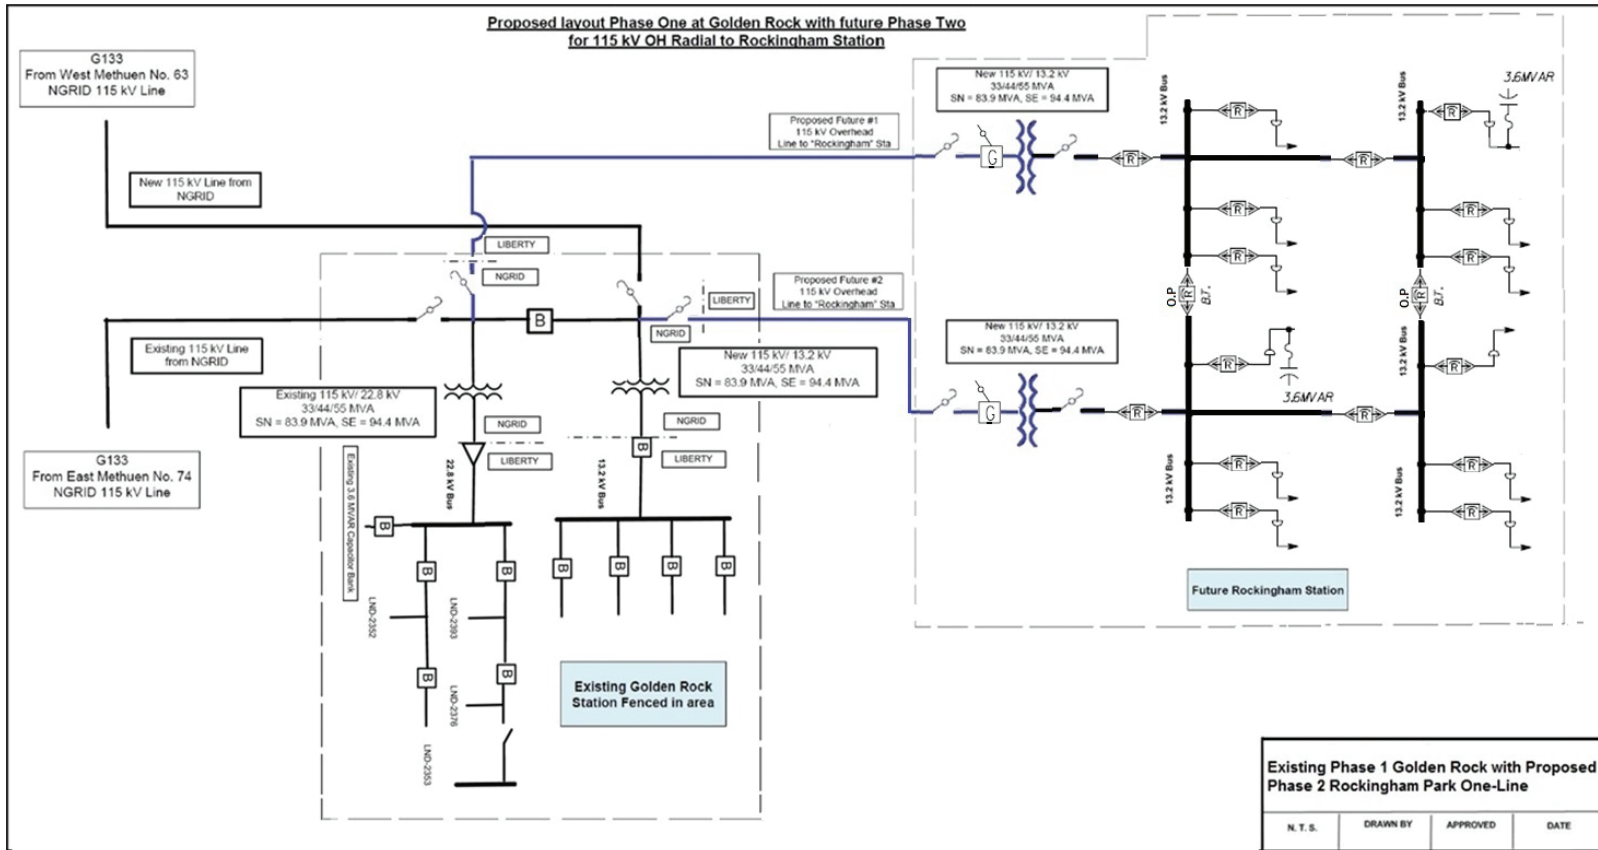 Proposed layout Phase One at Golden Rock with future Phase Two
for 115 kV OH Radial to Rockingham Station
G133
From West Methuen No. 63
NGRID 115 kV Line
New 115 kV Line from
NGRID
Existing 115 kV Line
from NGRID
G133
From East Methuen No. 74
NGRID 115 kV Line
LIBERTY
NGRID
Proposed Future #1
115 kV Overhead
Line to "Rockingham" Sta
Proposed Future #2
115 kV Overhead
Line to "Rockingham" Sta
LIBERTY
NGRID
B
New 115 kV/ 13.2 kV
33/44/55 MVA
SN = 83.9 MVA, SE = 94.4 MVA
Existing 115 kV/ 22.8 kV
33/44/55 MVA
SN = 83.9 MVA, SE = 94.4 MVA
NGRID
LIBERTY
NGRID
LIBERTY
B
22.8 kV Bus
13.2 kV Bus
Existing 3.6 MVAR Capacitor Bank
B
B
B
B
B
B
B
B
B
LND-2352
LND-2393
LND-2376
LND-2353
Existing Golden Rock
Station Fenced in area
New 115 kV/ 13.2 kV
33/44/55 MVA
SN = 83.9 MVA, SE = 94.4 MVA
G
R
13.2 kV Bus
R
R
R
R
13.2 kV Bus
R
3.6MVAR
R
R
O.P
R
B.T.
O.P
R
B.T.
New 115 kV/ 13.2 kV
33/44/55 MVA
SN = 83.9 MVA, SE = 94.4 MVA
G
R
R
3.6MVAR
R
13.2 kV Bus
R
R
R
13.2 kV Bus
R
R
13.2 kV Bus
R
Future Rockingham Station
Existing Phase 1 Golden Rock with Proposed
Phase 2 Rockingham Park One-Line
N. T. S.
DRAWN BY
APPROVED
DATE